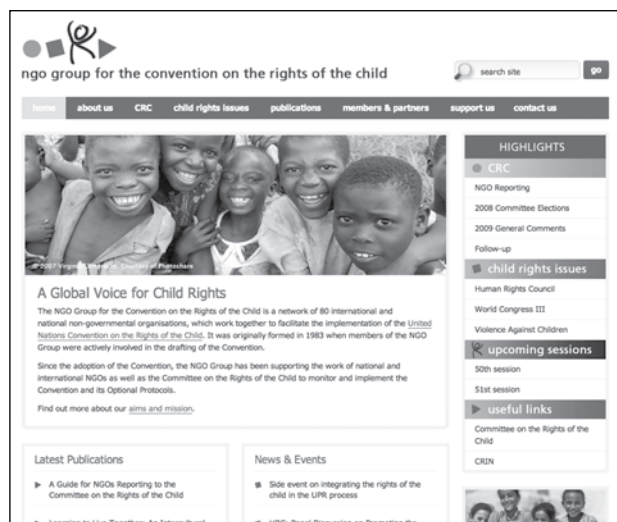 ngo group for the convention on the rights of the child
search site
go
home
about us
CRC
child rights issues
publications
members & partners
support us
contact us
A Global Voice for Child Rights
The NGO Group for the Convention on the Rights of the Child is a network of 80 international and
national non-governmental organisations, which work together to facilitate the implementation of the United
Nations Convention on the Rights of the Child. It was originally formed in 1983 when members of the NGO
Group were actively involved in the drafting of the Convention.
Since the adoption of the Convention, the NGO Group has been supporting the work of national and
international NGOs as well as the Committee on the Rights of the Child to monitor and implement the
Convention and its Optional Protocols.
Find out more about our aims and mission.
Latest Publications
A Guide for NGOs Reporting to the
Committee on the Rights of the Child
News & Events
Side event on integrating the rights of the
child in the UPR process
HIGHLIGHTS
CRC
NGO Reporting
2008 Committee Elections
2009 General Comments
Follow-up
child rights issues
Human Rights Council
World Congress III
Violence Against Children
upcoming sessions
50th session
51st session
useful links
Committee on the Rights of the
Child
CRIN